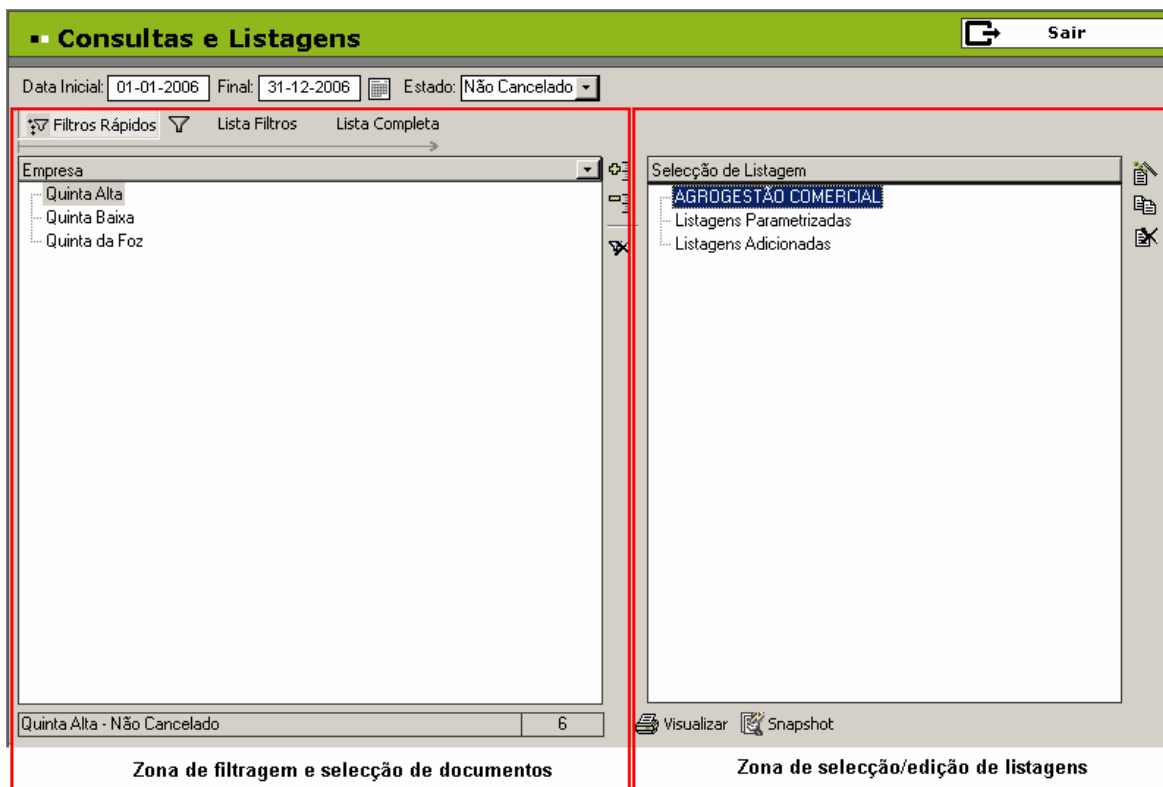 Consultas e Listagens
Sair
Data Inicial: 01-01-2006 Final: 31-12-2006 Estado: Não Cancelado
Filtros Rápidos Lista Filtros Lista Completa
Empresa
Quinta Alta
Quinta Baixa
Quinta da Foz
Selecção de Listagem
AGROGESTÃO COMERCIAL
Listagens Parametrizadas
Listagens Adicionadas
Quinta Alta - Não Cancelado 6
Visualizar Snapshot
Zona de filtragem e selecção de documentos
Zona de selecção/edição de listagens